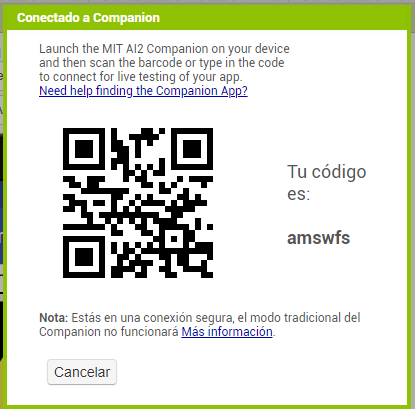 Conectado a Companion
Launch the MIT AI2 Companion on your device
and then scan the barcode or type in the code
to connect for live testing of your app.
Need help finding the Companion App?
Tu código
es:
amswfs
Nota: Estás en una conexión segura, el modo tradicional del
Companion no funcionará Más información.
Cancelar